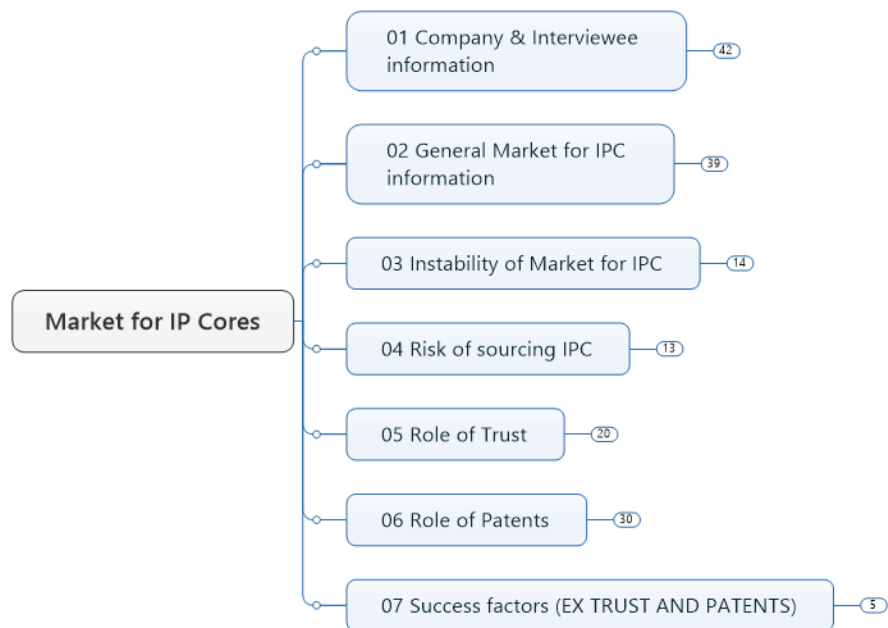 01 Company & Interviewee
information
42
02 General Market for IPC
information
39
03 Instability of Market for IPC
14
Market for IP Cores
04 Risk of sourcing IPC
13
05 Role of Trust
20
06 Role of Patents
30
07 Success factors (EX TRUST AND PATENTS)
5